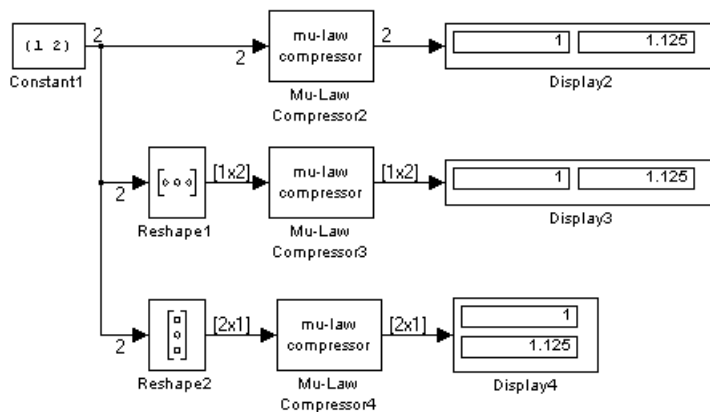 (1 2)
Constant1
2
2
mu-law
compressor
Mu-Law
Compressor2
2
1
1.125
Display2
2
Reshape1
[1x2]
mu-law
compressor
Mu-Law
Compressor3
[1x2]
1
1.125
Display3
2
Reshape2
[2x1]
mu-law
compressor
Mu-Law
Compressor4
[2x1]
1
1.125
Display4